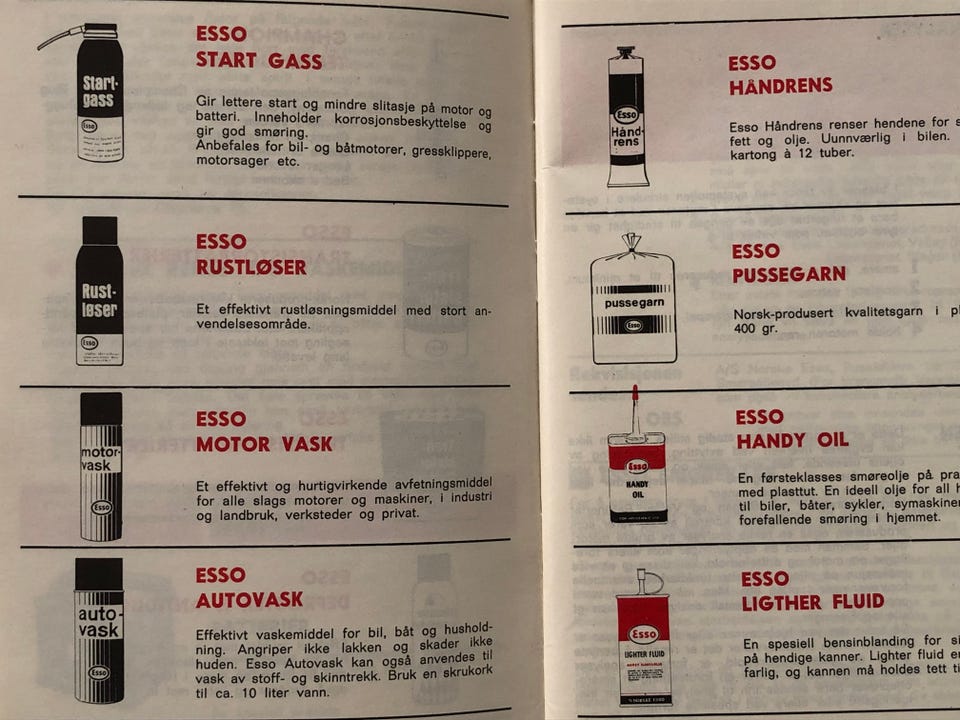 ESSO
START GASS
Start-
gass
Esso
Gir lettere start og mindre slitasje på motor og
batteri. Inneholder korrosjonsbeskyttelse og
gir god smøring.
Anbefales for bil- og båtmotorer, gressklippere,
motorsager etc.
ESSO
RUSTLØSER
Rust-
løser
Esso
Et effektivt rustløsningsmiddel med stort an-
vendelsesområde.
ESSO
MOTOR VASK
motor-
vask
Esso
Et effektivt og hurtigvirkende avfetningsmiddel
for alle slags motorer og maskiner, i industri
og landbruk, verksteder og privat.
ESSO
AUTOVASK
auto-
vask
Esso
Effektivt vaskemiddel for bil, båt og hushold-
ning. Angriper ikke lakken og skader ikke
huden. Esso Autovask kan også anvendes til
vask av stoff- og skinntrekk. Bruk en skrukork
til ca. 10 liter vann.
ESSO
HÅNDRENS
Esso
Hånd-
rens
Esso Håndrens renser hendene for s
fett og olje. Uunnværlig i bilen.
kartong à 12 tuber.
ESSO
PUSSEGARN
pussegarn
Esso
Norsk-produsert kvalitetsgarn i pl
400 gr.
ESSO
HANDY OIL
Esso
HANDY
OIL
En førsteklasses smøreolje på pra
med plasttut. En ideell olje for all h
til biler, båter, sykler, symaskiner
forefallende smøring i hjemmet.
ESSO
LIGTHER FLUID
Esso
LIGHTER FLUID
En spesiell bensinblanding for si
på hendige kanner. Lighter fluid er
farlig, og kannen må holdes tett ti